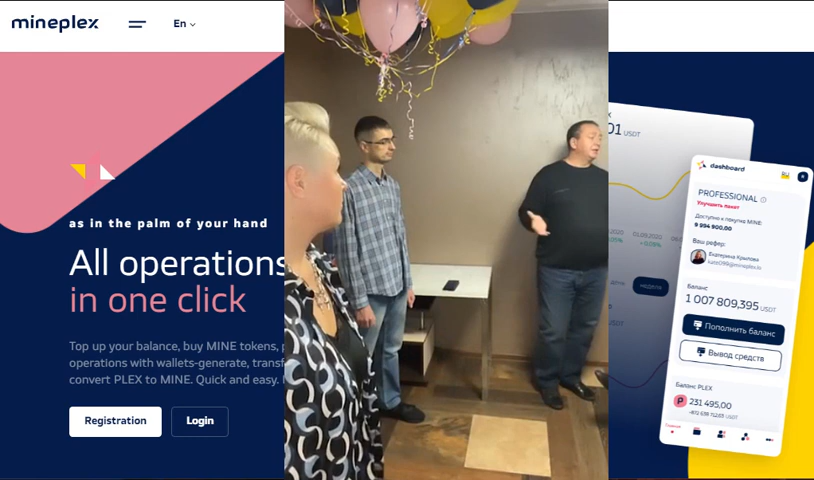 mineplex
En
as in the palm of your hand
All operations
in one click
Top up your balance, buy MINE tokens,
operations with wallets-generate,
convert PLEX to MINE. Quick and easy.
Registration
Login
01 USDT
dashboard
RU
PROFESSIONAL
Улучшить пакет
Доступно к покупке MINE:
9 994 900,00
Ваш рефер:
Екатерина Крылова
Баланс
1 007 809,395 USDT
Пополнить баланс
Вывод средств
Баланс PLEX
P 231 495,00
неделя